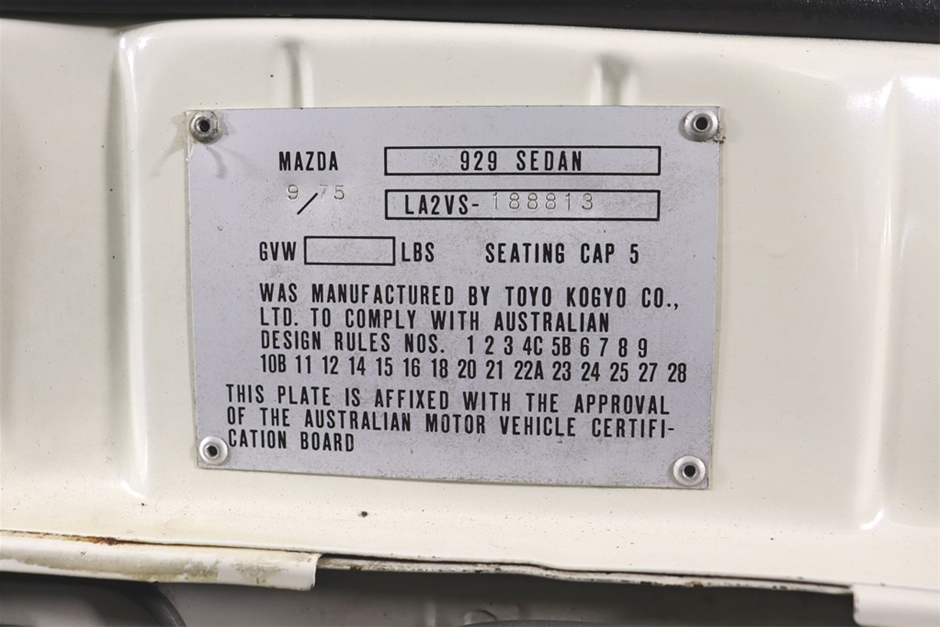 MAZDA 929 SEDAN
9/75 LA2VS-188813
GVW LBS SEATING CAP 5
WAS MANUFACTURED BY TOYO KOGYO CO.,
LTD. TO COMPLY WITH AUSTRALIAN
DESIGN RULES NOS. 1 2 3 4C 5B 6 7 8 9
10B 11 12 14 15 16 18 20 21 22A 23 24 25 27 28
THIS PLATE IS AFFIXED WITH THE APPROVAL
OF THE AUSTRALIAN MOTOR VEHICLE CERTIFI-
CATION BOARD